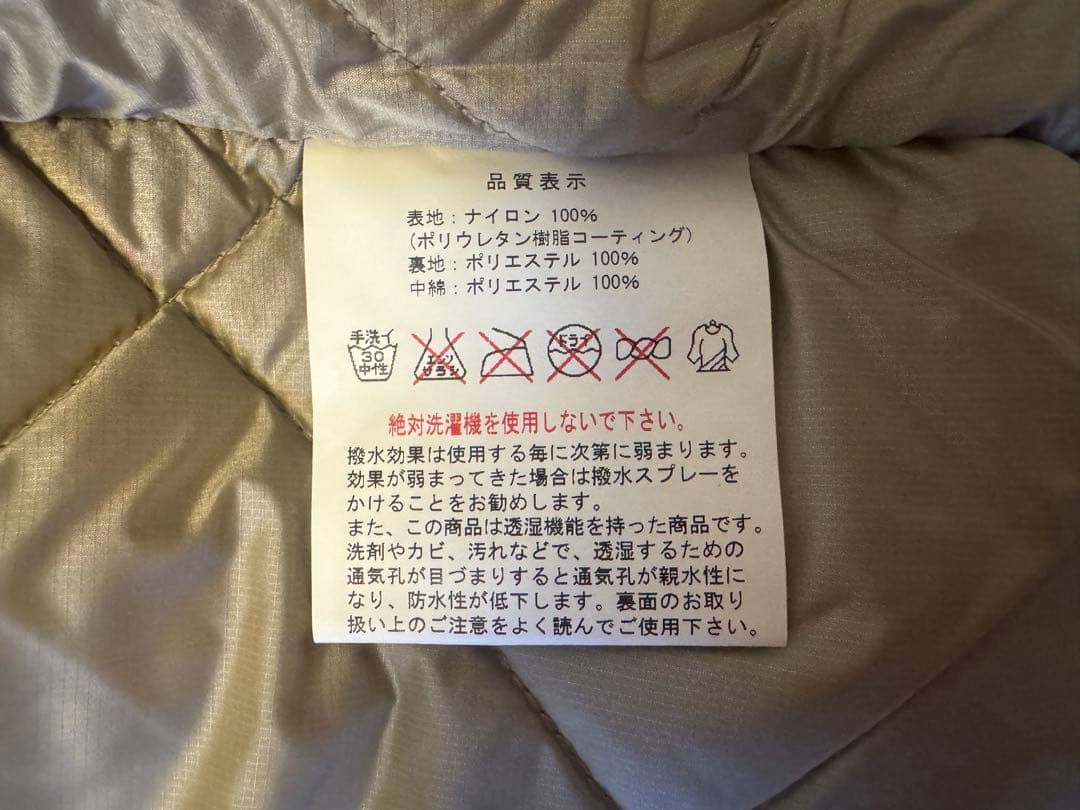 品質表示
表地：ナイロン 100%
(ポリウレタン樹脂コーティング)
裏地：ポリエステル 100%
中綿：ポリエステル 100%
手洗イ 30 中性 エンソサラシ ドライ
絶対洗濯機を使用しないで下さい。
撥水効果は使用する毎に次第に弱まります。
効果が弱まってきた場合は撥水スプレーを
かけることをお勧めします。
また、この商品は透湿機能を持った商品です。
洗剤やカビ、汚れなどで、透湿するための
通気孔が目づまりすると通気孔が親水性に
なり、防水性が低下します。裏面のお取り
扱い上のご注意をよく読んでご使用下さい。